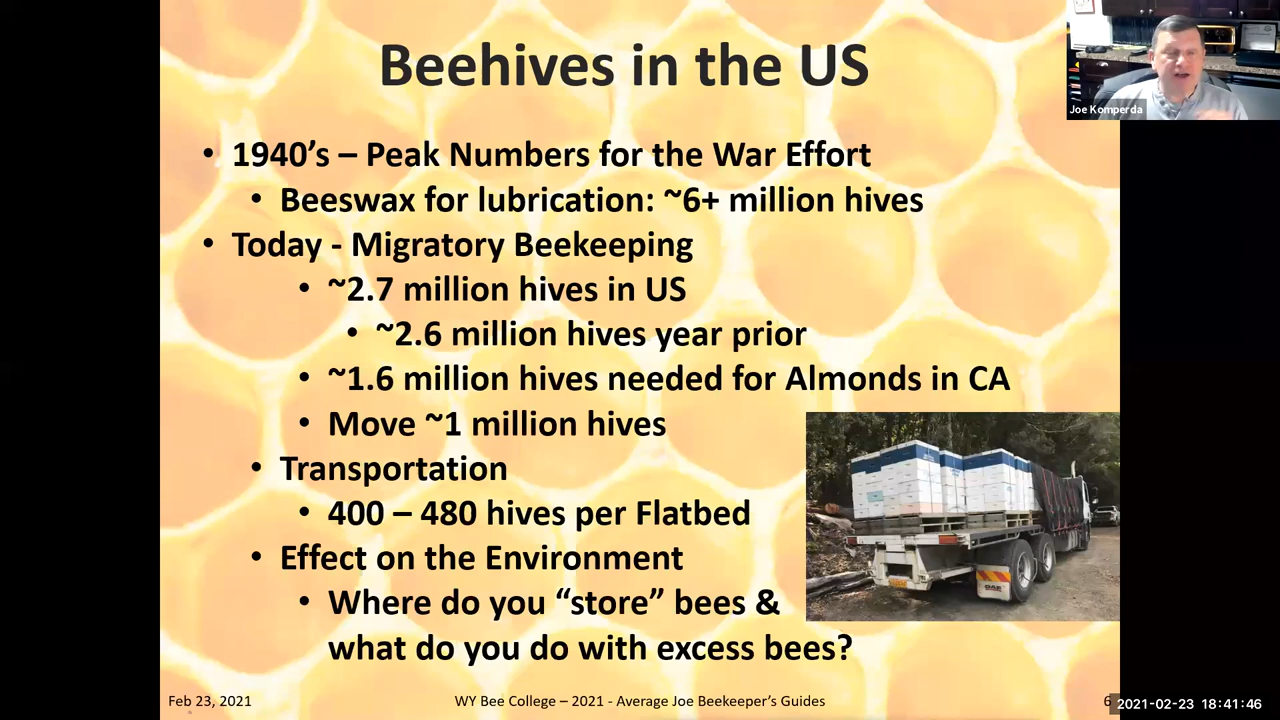 Beehives in the US
Joe Komperda
• 1940's – Peak Numbers for the War Effort
• Beeswax for lubrication: ~6+ million hives
• Today - Migratory Beekeeping
• ~2.7 million hives in US
• ~2.6 million hives year prior
• ~1.6 million hives needed for Almonds in CA
• Move ~1 million hives
• Transportation
• 400 – 480 hives per Flatbed
• Effect on the Environment
• Where do you “store” bees &
what do you do with excess bees?
Feb 23, 2021
WY Bee College – 2021 - Average Joe Beekeeper's Guides
6
2021-02-23 18:41:46